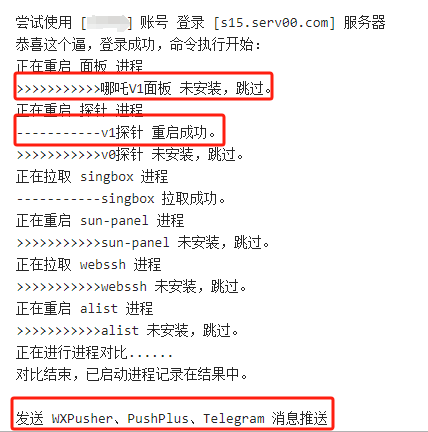 尝试使用 [] 账号 登录 [s15.serv00.com] 服务器
恭喜这个逼，登录成功，命令执行开始：
正在重启 面板 进程
>>>>>>>>>>>哪吒V1面板 未安装，跳过。
正在重启 探针 进程
-----------v1探针 重启成功。
>>>>>>>>>>>v0探针 未安装，跳过。
正在拉取 singbox 进程
-----------singbox 拉取成功。
正在重启 sun-panel 进程
>>>>>>>>>>>sun-panel 未安装，跳过。
正在拉取 webssh 进程
>>>>>>>>>>>webssh 未安装，跳过。
正在重启 alist 进程
>>>>>>>>>>>alist 未安装，跳过。
正在进行进程对比......
对比结束，已启动进程记录在结果中。
发送 WXPusher、PushPlus、Telegram 消息推送